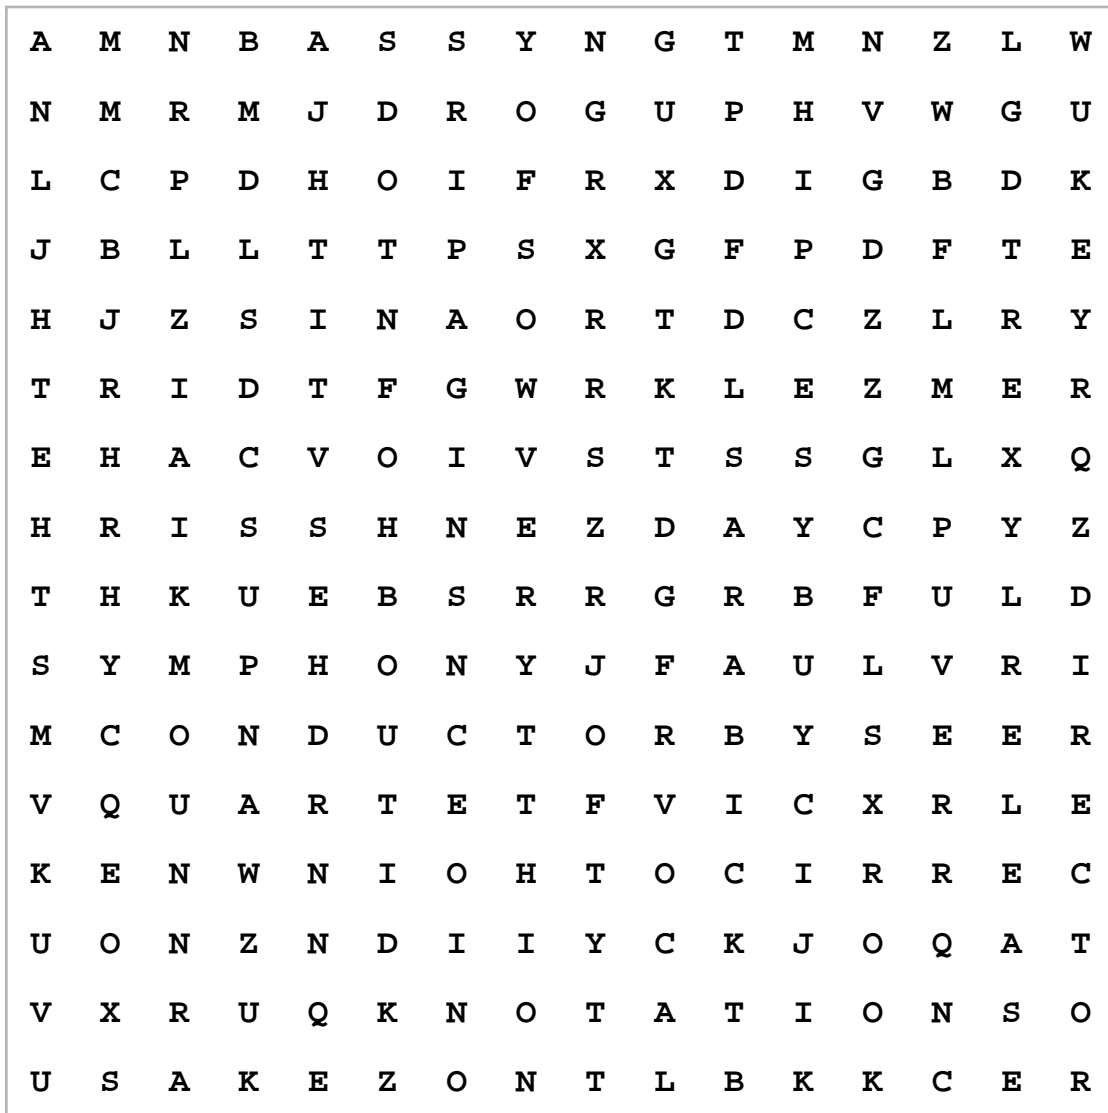 A M N B A S S Y N G T M N Z L W
N M R M J D R O G U P H V W G U
L C P D H O I F R X D I G B D K
J B L L T T P S X G F P D F T E
H J Z S I N A O R T D C Z L R Y
T R I D T F G W R K L E Z M E R
E H A C V O I V S T S S G L X Q
H R I S S H N E Z D A Y C P Y Z
T H K U E B S R R G R B F U L D
S Y M P H O N Y J F A U L V R I
M C O N D U C T O R B Y S E E R
V Q U A R T E T F V I C X R L E
K E N W N I O H T O C I R R E C
U O N Z N D I I Y C K J O Q A T
V X R U Q K N O T A T I O N S O
U S A K E Z O N T L B K K C E R